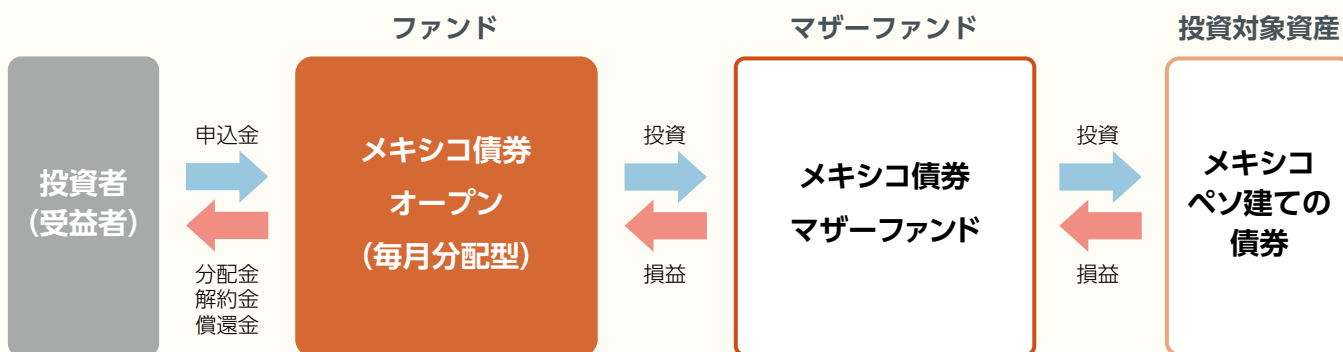 ファンド
マザーファンド
投資対象資産
投資者
(受益者)
申込金
分配金
解約金
償還金
メキシコ債券
オープン
(毎月分配型)
投資
損益
メキシコ債券
マザーファンド
投資
損益
メキシコ
ペソ建ての
債券